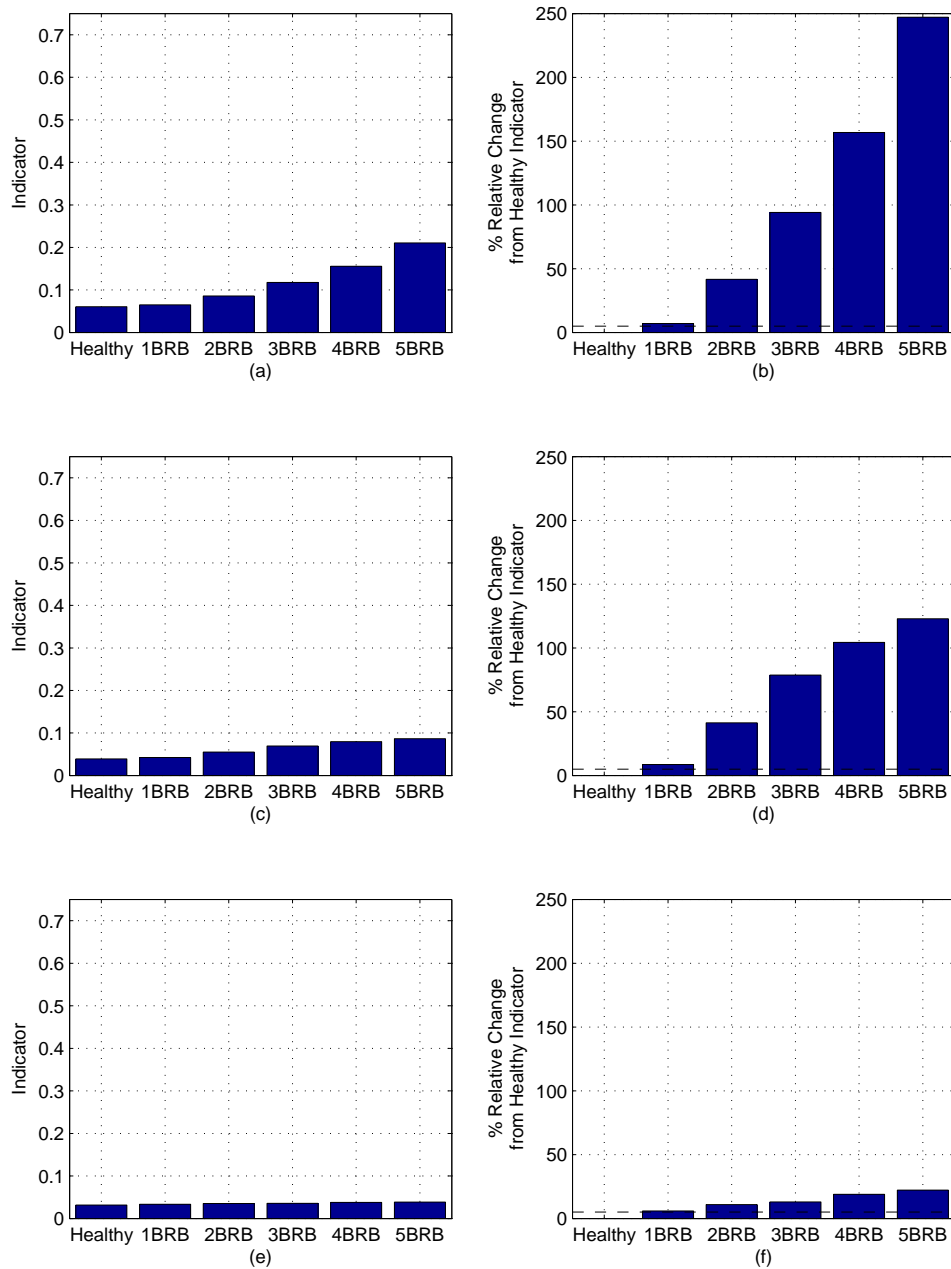 0.7
0.6
0.5
0.4
0.3
0.2
0.1
0
Indicator
Healthy 1BRB 2BRB 3BRB 4BRB 5BRB
(a)
250
200
150
100
50
0
% Relative Change
from Healthy Indicator
Healthy 1BRB 2BRB 3BRB 4BRB 5BRB
(b)
0.7
0.6
0.5
0.4
0.3
0.2
0.1
0
Indicator
Healthy 1BRB 2BRB 3BRB 4BRB 5BRB
(c)
250
200
150
100
50
0
% Relative Change
from Healthy Indicator
Healthy 1BRB 2BRB 3BRB 4BRB 5BRB
(d)
0.7
0.6
0.5
0.4
0.3
0.2
0.1
0
Indicator
Healthy 1BRB 2BRB 3BRB 4BRB 5BRB
(e)
250
200
150
100
50
0
% Relative Change
from Healthy Indicator
Healthy 1BRB 2BRB 3BRB 4BRB 5BRB
(f)